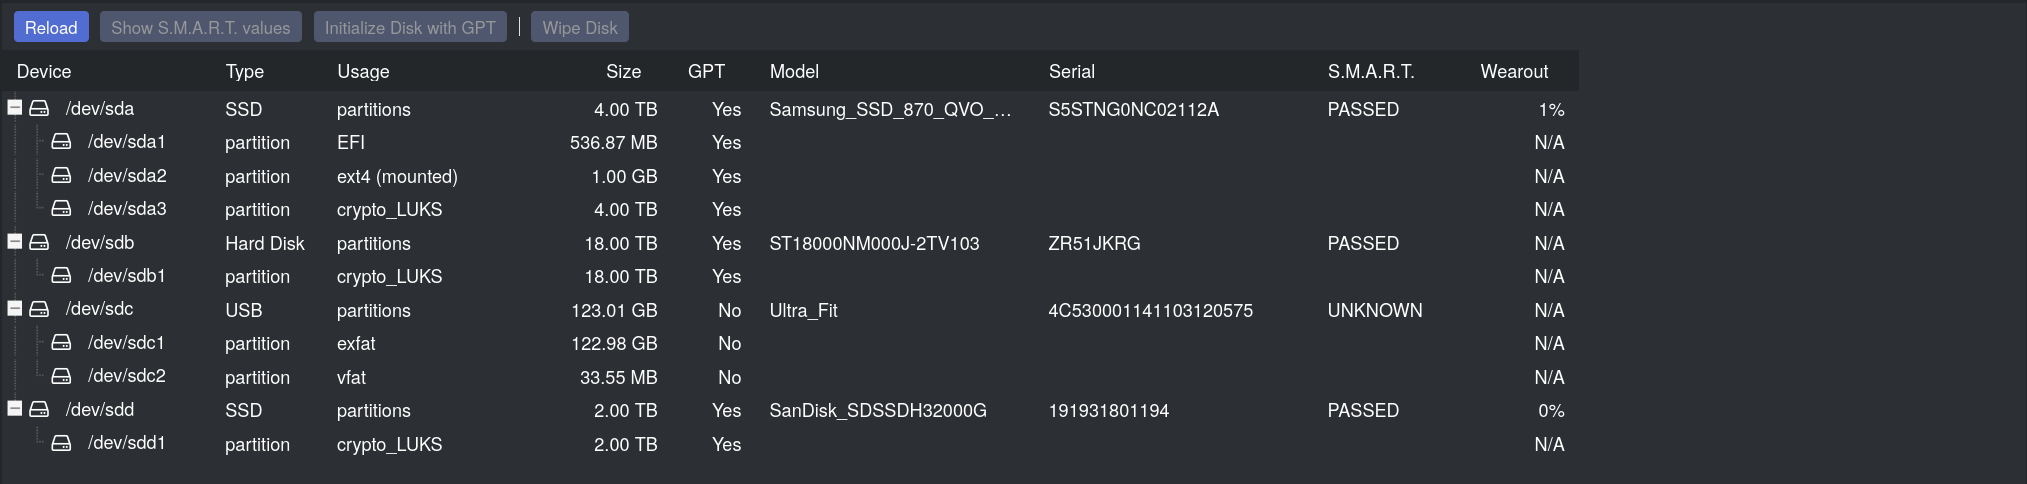 Reload Show S.M.A.R.T. values Initialize Disk with GPT Wipe Disk
Device Type Usage Size GPT Model Serial S.M.A.R.T. Wearout
/dev/sda SSD partitions 4.00 TB Yes Samsung_SSD_870_QVO_… S5STNG0NC02112A PASSED 1%
/dev/sda1 partition EFI 536.87 MB Yes N/A
/dev/sda2 partition ext4 (mounted) 1.00 GB Yes N/A
/dev/sda3 partition crypto_LUKS 4.00 TB Yes N/A
/dev/sdb Hard Disk partitions 18.00 TB Yes ST18000NM000J-2TV103 ZR51JKRG PASSED N/A
/dev/sdb1 partition crypto_LUKS 18.00 TB Yes N/A
/dev/sdc USB partitions 123.01 GB No Ultra_Fit 4C530001141103120575 UNKNOWN N/A
/dev/sdc1 partition exfat 122.98 GB No N/A
/dev/sdc2 partition vfat 33.55 MB No N/A
/dev/sdd SSD partitions 2.00 TB Yes SanDisk_SDSSDH32000G 191931801194 PASSED 0%
/dev/sdd1 partition crypto_LUKS 2.00 TB Yes N/A